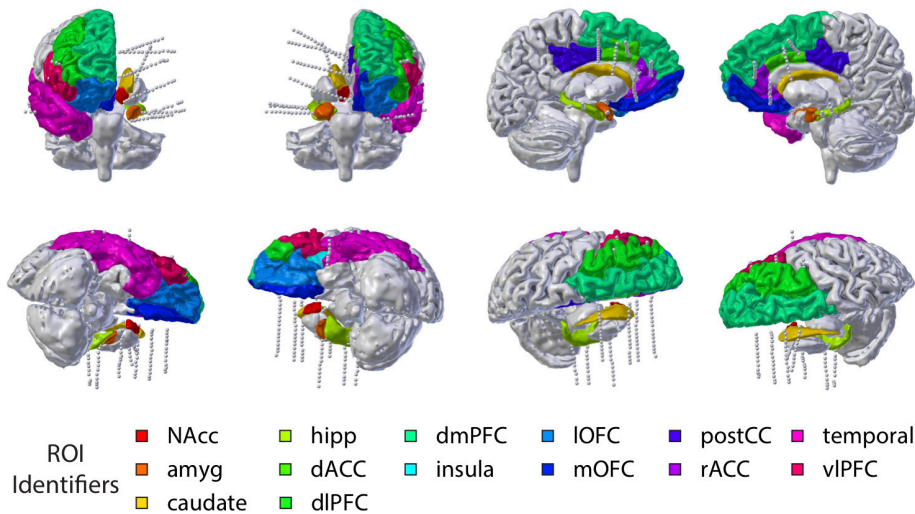 ROI
Identifiers
NAcc
hipp
dmPFC
lOFC
postCC
temporal
amyg
dACC
insula
mOFC
rACC
vlPFC
caudate
dlPFC